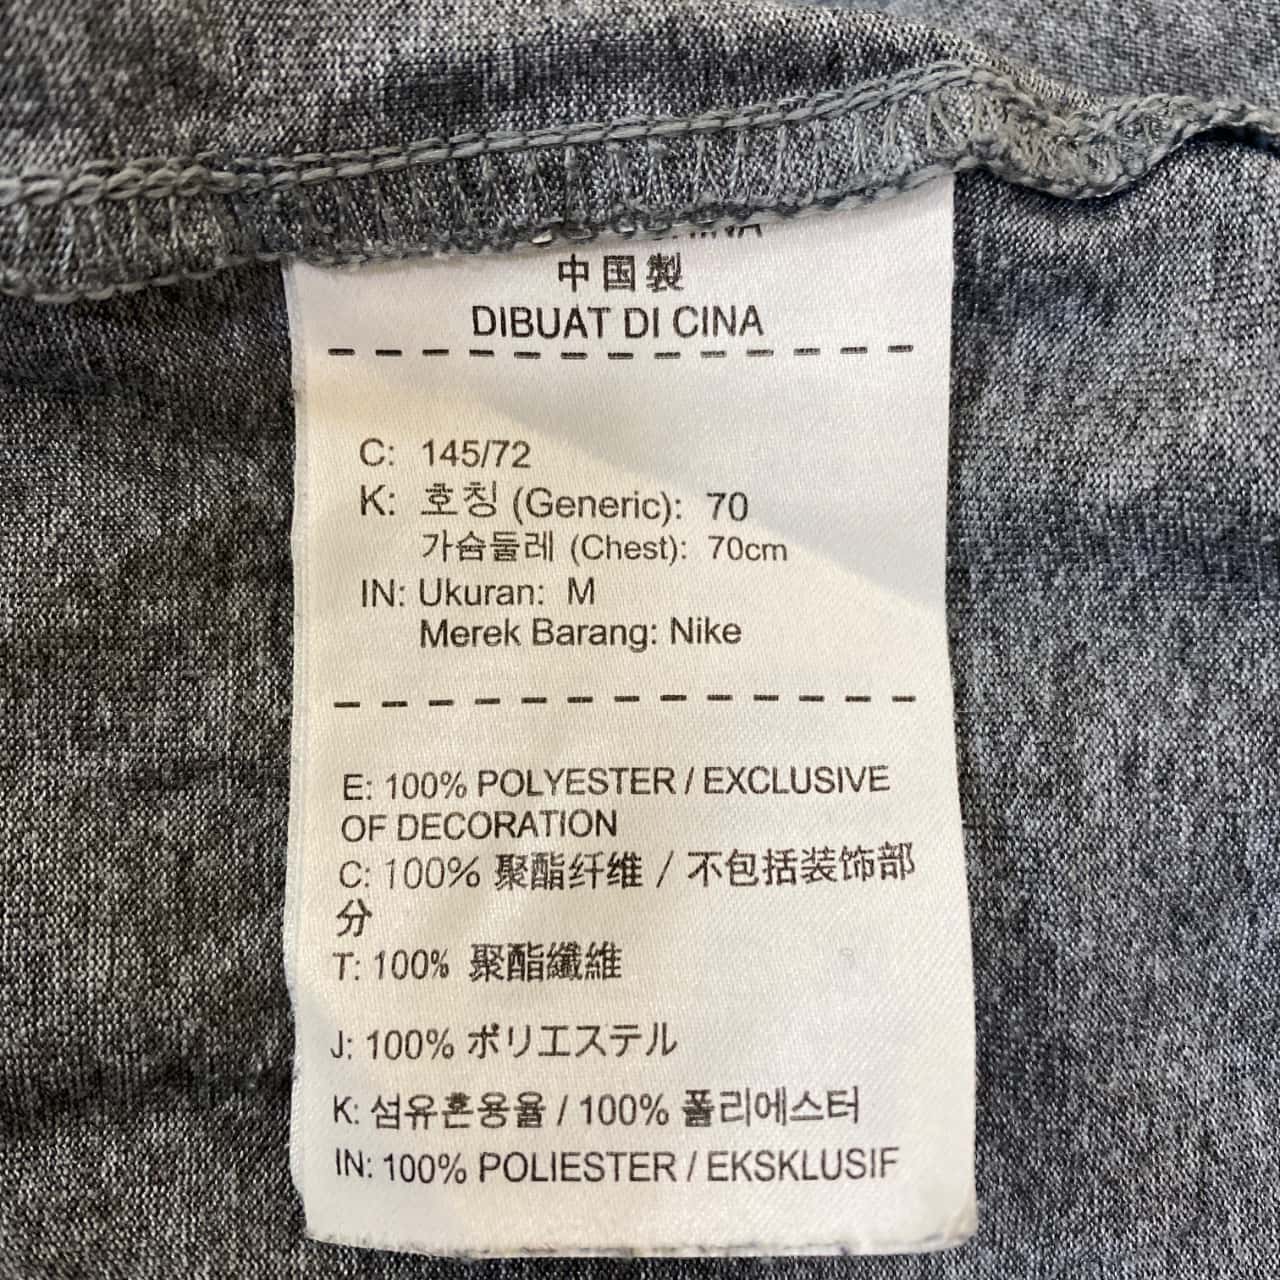 中国製
DIBUAT DI CINA
C: 145/72
K: 호칭 (Generic): 70
가슴둘레 (Chest): 70cm
IN: Ukuran: M
Merek Barang: Nike
E: 100% POLYESTER / EXCLUSIVE
OF DECORATION
C: 100% 聚酯纤维 / 不包括装饰部
分
T: 100% 聚酯纖維
J: 100% ポリエステル
K: 섬유혼용율 / 100% 폴리에스터
IN: 100% POLIESTER / EKSKLUSIF